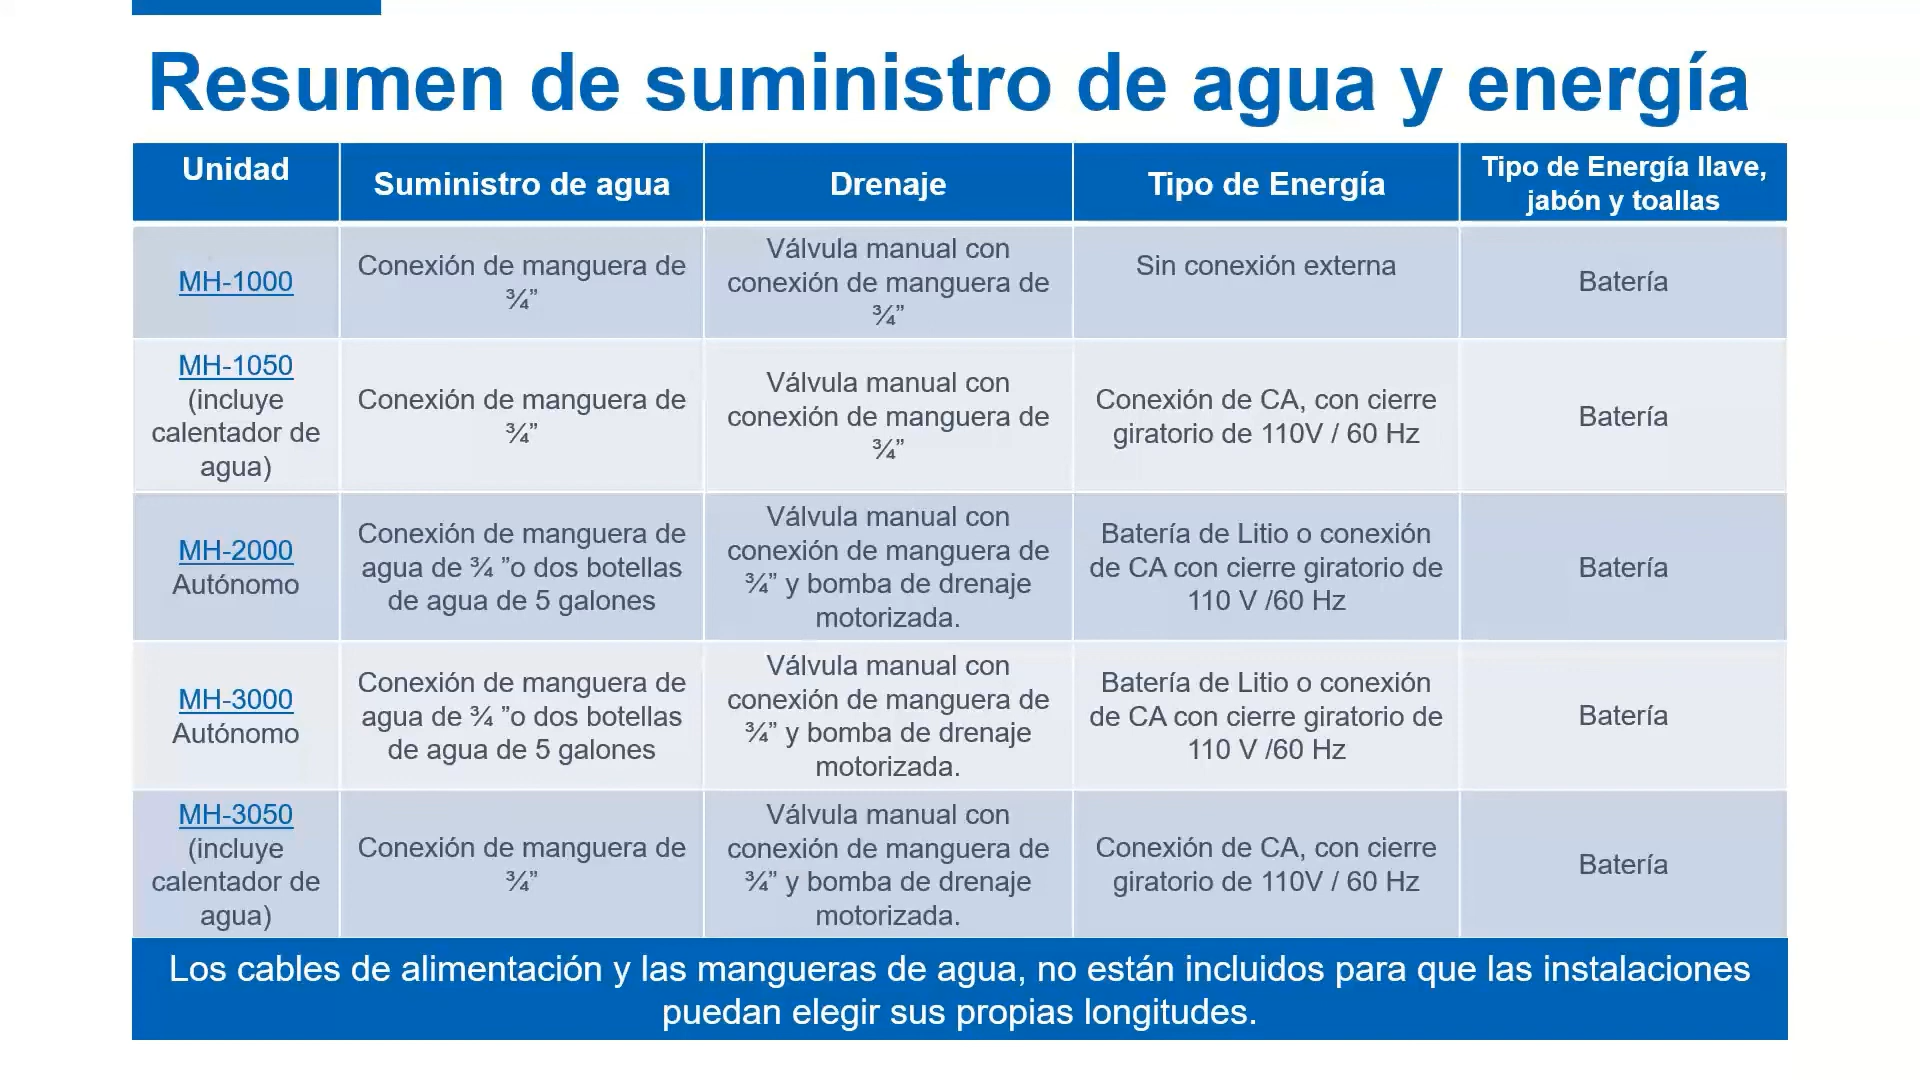 Resumen de suministro de agua y energía
Unidad
Suministro de agua
Drenaje
Tipo de Energía
Tipo de Energía llave,
jabón y toallas
MH-1000
Conexión de manguera de
¾”
Válvula manual con
conexión de manguera de
¾”
Sin conexión externa
Batería
MH-1050
(incluye
calentador de
agua)
Conexión de manguera de
¾”
Válvula manual con
conexión de manguera de
¾”
Conexión de CA, con cierre
giratorio de 110V / 60 Hz
Batería
MH-2000
Autónomo
Conexión de manguera de
agua de ¾ ”o dos botellas
de agua de 5 galones
Válvula manual con
conexión de manguera de
¾” y bomba de drenaje
motorizada.
Batería de Litio o conexión
de CA con cierre giratorio de
110 V /60 Hz
Batería
MH-3000
Autónomo
Conexión de manguera de
agua de ¾ ”o dos botellas
de agua de 5 galones
Válvula manual con
conexión de manguera de
¾” y bomba de drenaje
motorizada.
Batería de Litio o conexión
de CA con cierre giratorio de
110 V /60 Hz
Batería
MH-3050
(incluye
calentador de
agua)
Conexión de manguera de
¾”
Válvula manual con
conexión de manguera de
¾” y bomba de drenaje
motorizada.
Conexión de CA, con cierre
giratorio de 110V / 60 Hz
Batería
Los cables de alimentación y las mangueras de agua, no están incluidos para que las instalaciones
puedan elegir sus propias longitudes.